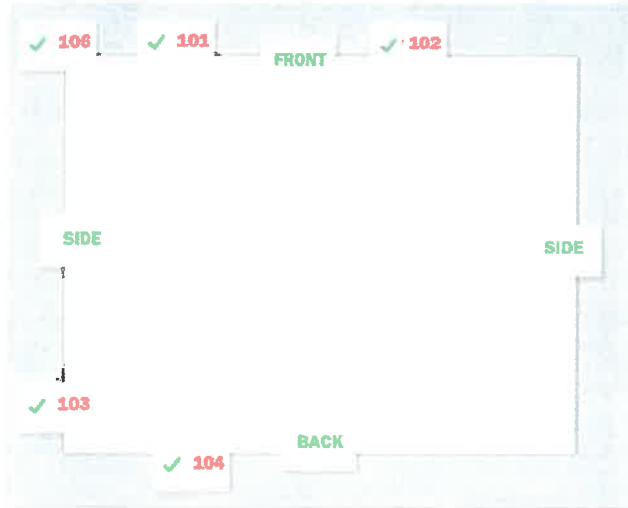 ✓ 106
✓ 101
✓ 102
FRONT
SIDE
SIDE
✓ 103
BACK
✓ 104